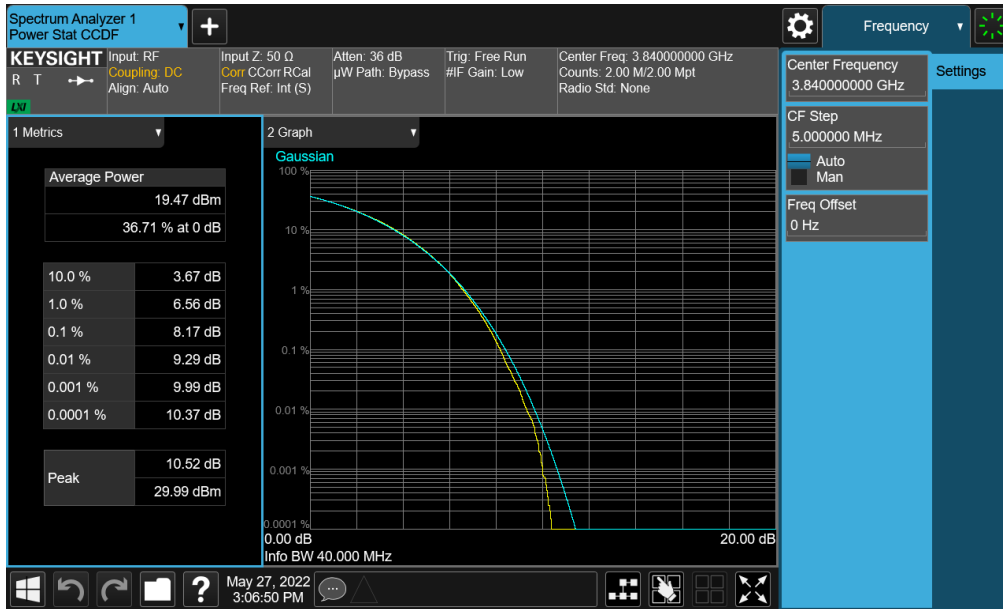 Spectrum Analyzer 1
Power Stat CCDF
Frequency
KEYSIGHT
R T
LXI
Input: RF
Coupling: DC
Align: Auto
Input Z: 50 Ω
Corr CCorr RCal
Freq Ref: Int (S)
Atten: 36 dB
µW Path: Bypass
Trig: Free Run
#IF Gain: Low
Center Freq: 3.840000000 GHz
Counts: 2.00 M/2.00 Mpt
Radio Std: None
Center Frequency
3.840000000 GHz
Settings
CF Step
5.000000 MHz
Auto
Man
Freq Offset
0 Hz
1 Metrics
Average Power
19.47 dBm
36.71 % at 0 dB
10.0 % 3.67 dB
1.0 % 6.56 dB
0.1 % 8.17 dB
0.01 % 9.29 dB
0.001 % 9.99 dB
0.0001 % 10.37 dB
Peak
10.52 dB
29.99 dBm
2 Graph
Gaussian
100 %
10 %
1 %
0.1 %
0.01 %
0.001 %
0.0001 %
0.00 dB 20.00 dB
Info BW 40.000 MHz
?
May 27, 2022
3:06:50 PM